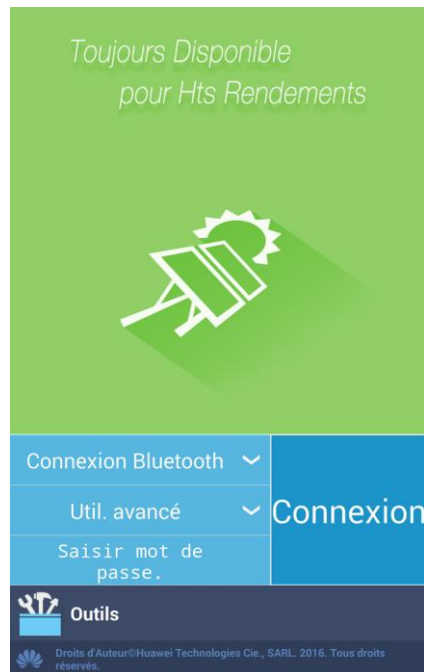 Toujours Disponible
pour Hts Rendements
Connexion Bluetooth
Util. avancé
Saisir mot de
passe.
Connexion
Outils
Droits d'Auteur©Huawei Technologies Cie., SARL. 2016. Tous droits
réservés.